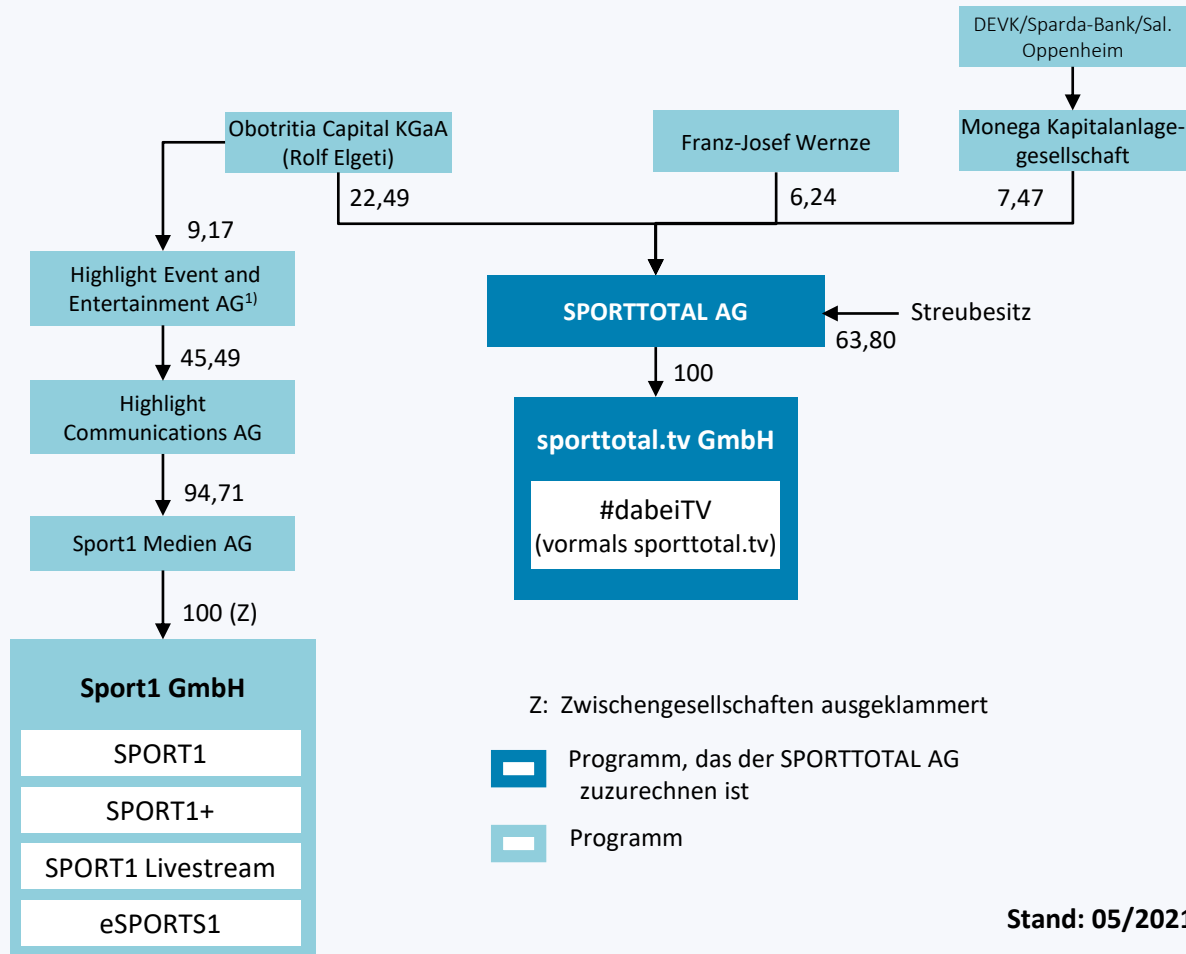 DEVK/Sparda-Bank/Sal.
Oppenheim
Obotritia Capital KGaA
(Rolf Elgeti)
Franz-Josef Wernze
Monega Kapitalanlage-
gesellschaft
22,49
6,24
7,47
9,17
Highlight Event and
Entertainment AG1)
SPORTTOTAL AG
Streubesitz
63,80
45,49
100
Highlight
Communications AG
sporttotal.tv GmbH
#dabeiTV
(vormals sporttotal.tv)
94,71
Sport1 Medien AG
100 (Z)
Sport1 GmbH
SPORT1
SPORT1+
SPORT1 Livestream
eSPORTS1
Z: Zwischengesellschaften ausgeklammert
Programm, das der SPORTTOTAL AG
zuzurechnen ist
Programm
Stand: 05/2021